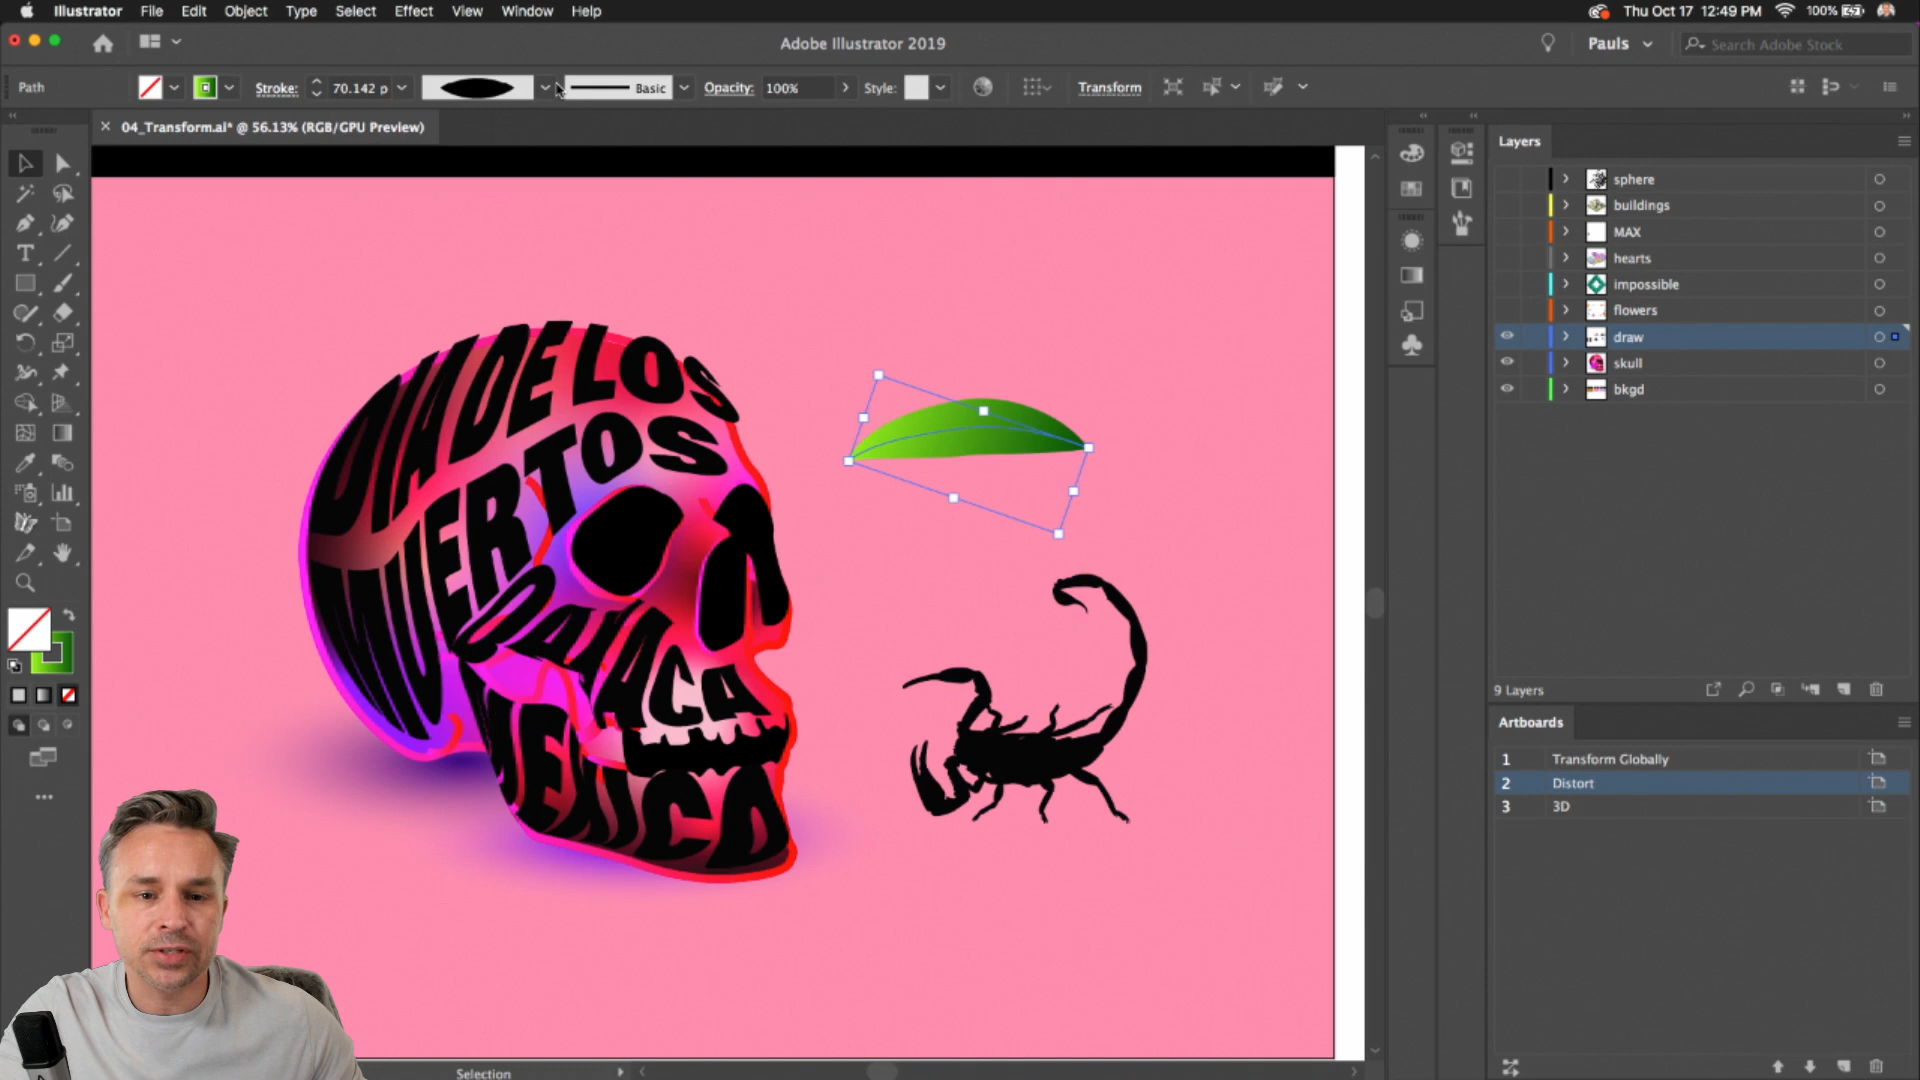 Illustrator File Edit Object Type Select Effect View Window Help
Thu Oct 17 12:49 PM 100%
Adobe Illustrator 2019
Pauls
Search Adobe Stock
Path
Stroke:
70.142 p
Basic
Opacity:
100%
Style:
Transform
04_Transform.ai* @ 56.13% (RGB/GPU Preview)
Layers
sphere
buildings
MAX
hearts
impossible
flowers
draw
skull
bkgd
DIA DE LOS
MUERTOS
OAXACA
MEXICO
9 Layers
Artboards
1 Transform Globally
2 Distort
3 3D
Selection